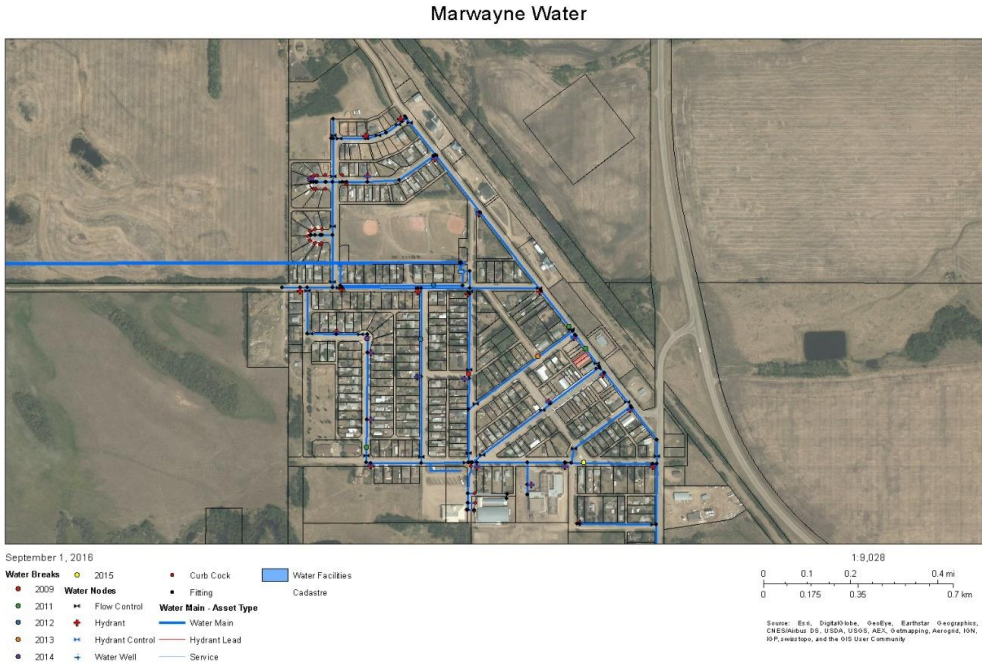 Marwayne Water
September 1, 2016
1:9,028
Water Breaks
2009
2011
2012
2013
2014
2015
Water Nodes
Flow Control
Hydrant
Hydrant Control
Water Well
Curb Cock
Fitting
Water Main - Asset Type
Water Main
Hydrant Lead
Service
Water Facilities
Cadastre
0 0.1 0.2 0.4 mi
0 0.175 0.35 0.7 km
Source: Esri, DigitalGlobe, GeoEye, Earthstar Geographics,
CNES/Airbus DS, USDA, USGS, AEX, Getmapping, Aerogrid, IGN,
IGP, swisstopo, and the GIS User Community